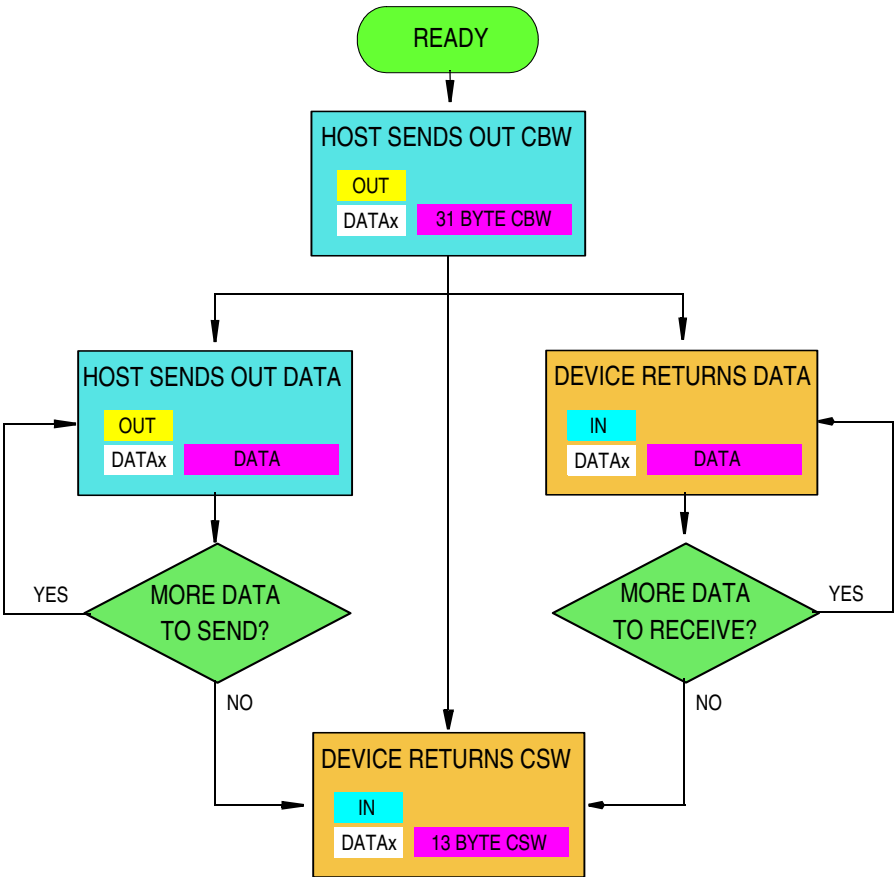 READY
HOST SENDS OUT CBW
OUT
DATAx 31 BYTE CBW
HOST SENDS OUT DATA
OUT
DATAx DATA
DEVICE RETURNS DATA
IN
DATAx DATA
YES
MORE DATA
TO SEND?
NO
MORE DATA
TO RECEIVE?
YES
NO
DEVICE RETURNS CSW
IN
DATAx 13 BYTE CSW